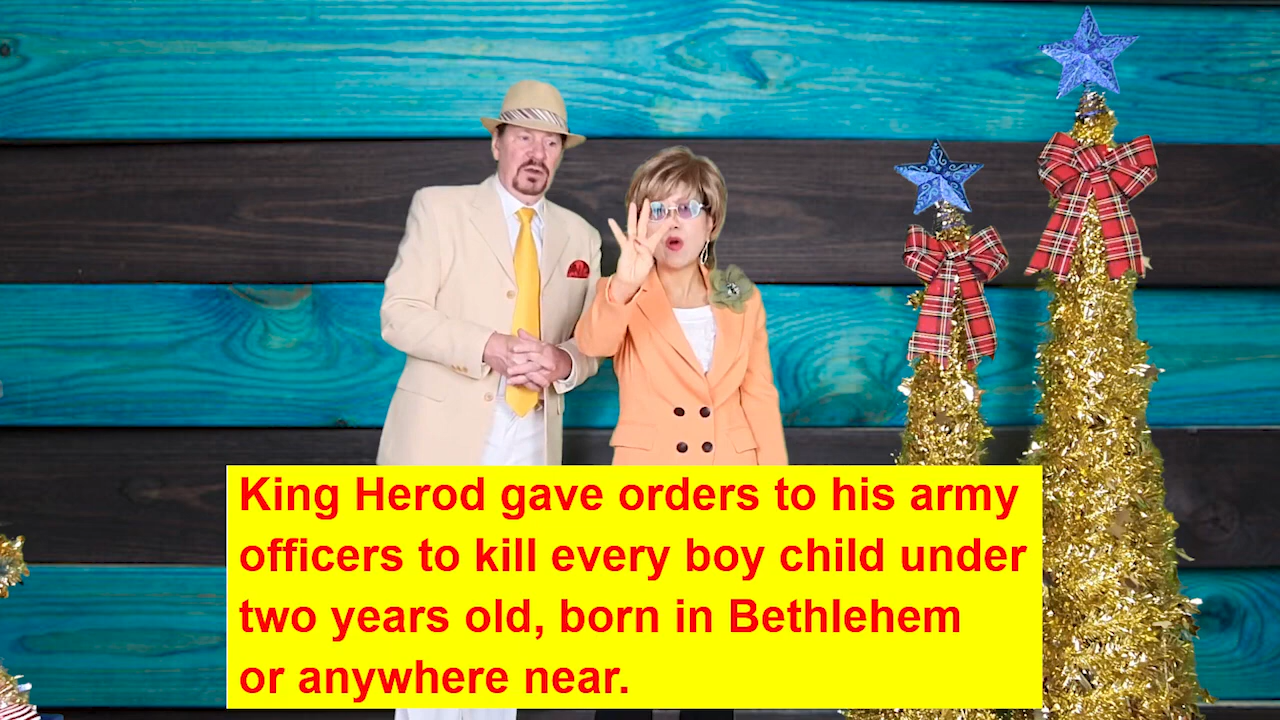 King Herod gave orders to his army
officers to kill every boy child under
two years old, born in Bethlehem
or anywhere near.